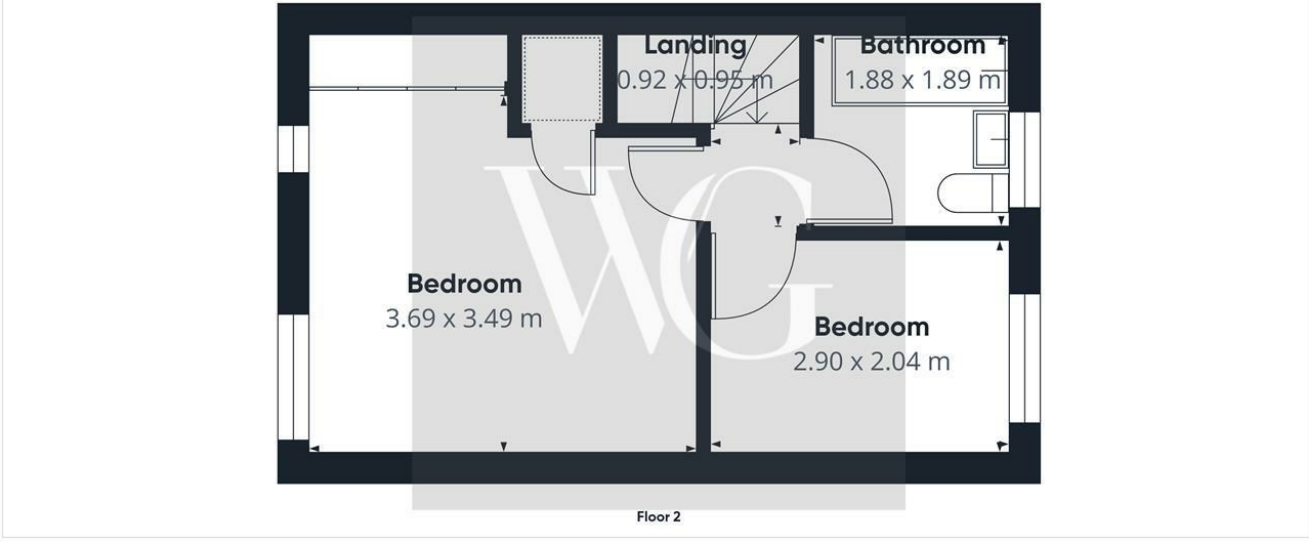 Landing
0.92 x 0.95 m
Bathroom
1.88 x 1.89 m
WG
Bedroom
3.69 x 3.49 m
Bedroom
2.90 x 2.04 m
Floor 2